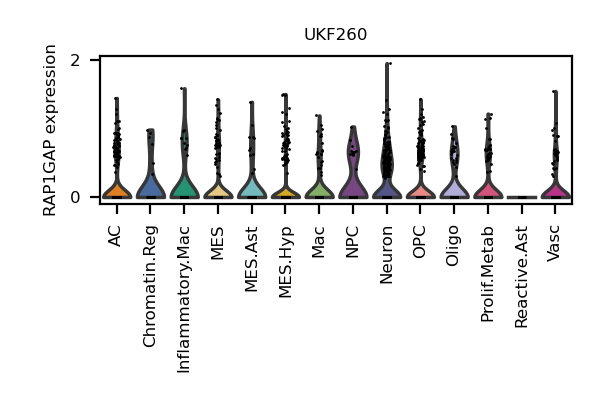 UKF260
RAP1GAP expression
2
0
AC
Chromatin.Reg
Inflammatory.Mac
MES
MES.Ast
MES.Hyp
Mac
NPC
Neuron
OPC
Oligo
Prolif.Metab
Reactive.Ast
Vasc